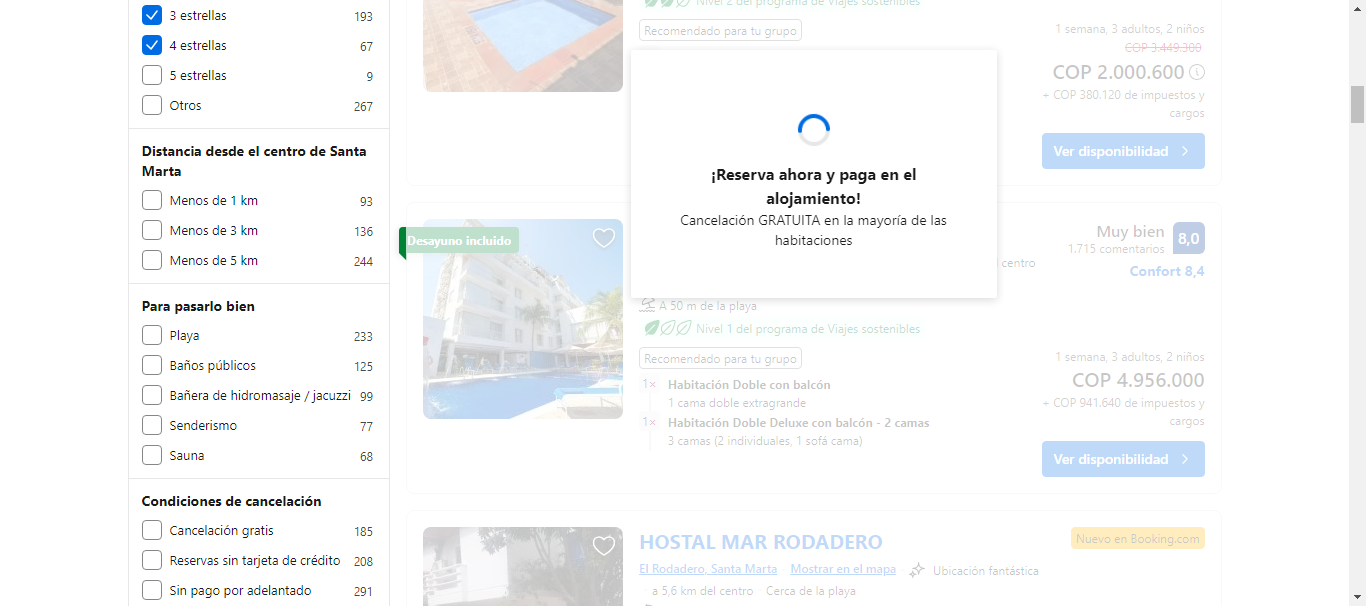 3 estrellas 193
4 estrellas 67
5 estrellas 9
Otros 267
Distancia desde el centro de Santa
Marta
Menos de 1 km 93
Menos de 3 km 136
Menos de 5 km 244
Para pasarlo bien
Playa 233
Baños públicos 125
Bañera de hidromasaje / jacuzzi 99
Senderismo 77
Sauna 68
Condiciones de cancelación
Cancelación gratis 185
Reservas sin tarjeta de crédito 208
Sin pago por adelantado 291
Nivel 2 del programa de Viajes sostenibles
Recomendado para tu grupo
1 semana, 3 adultos, 2 niños
COP 3.449.300
COP 2.000.600
+ COP 380.120 de impuestos y
cargos
Ver disponibilidad
¡Reserva ahora y paga en el
alojamiento!
Cancelación GRATUITA en la mayoría de las
habitaciones
Desayuno incluido
Muy bien 8,0
1.715 comentarios
centro
Confort 8,4
A 50 m de la playa
Nivel 1 del programa de Viajes sostenibles
Recomendado para tu grupo
1× Habitación Doble con balcón
1 cama doble extragrande
1× Habitación Doble Deluxe con balcón - 2 camas
3 camas (2 individuales, 1 sofá cama)
1 semana, 3 adultos, 2 niños
COP 4.956.000
+ COP 941.640 de impuestos y
cargos
Ver disponibilidad
HOSTAL MAR RODADERO
Nuevo en Booking.com
El Rodadero, Santa Marta Mostrar en el mapa Ubicación fantástica
a 5,6 km del centro Cerca de la playa